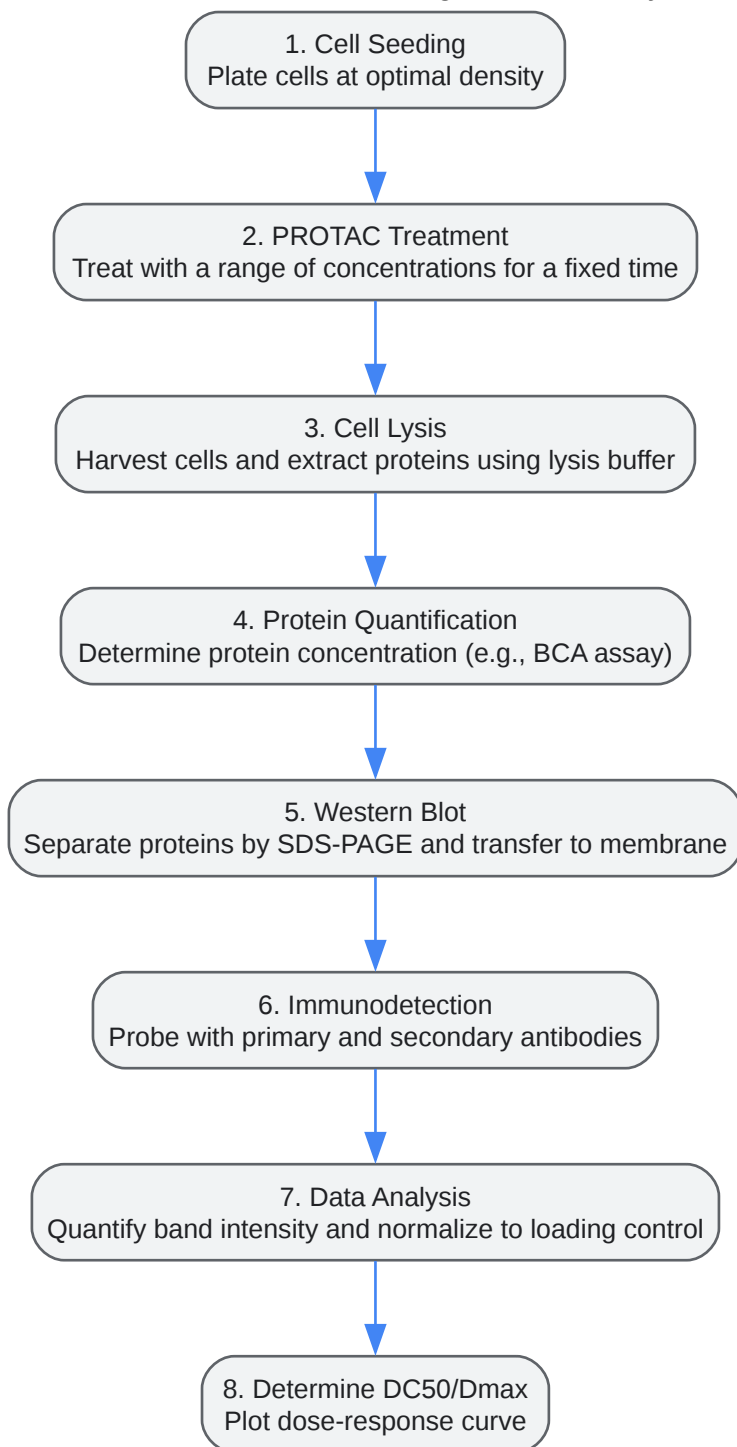 1. Cell Seeding
Plate cells at optimal density
2. PROTAC Treatment
Treat with a range of concentrations for a fixed time
3. Cell Lysis
Harvest cells and extract proteins using lysis buffer
4. Protein Quantification
Determine protein concentration (e.g., BCA assay)
5. Western Blot
Separate proteins by SDS-PAGE and transfer to membrane
6. Immunodetection
Probe with primary and secondary antibodies
7. Data Analysis
Quantify band intensity and normalize to loading control
8. Determine DC50/Dmax
Plot dose-response curve